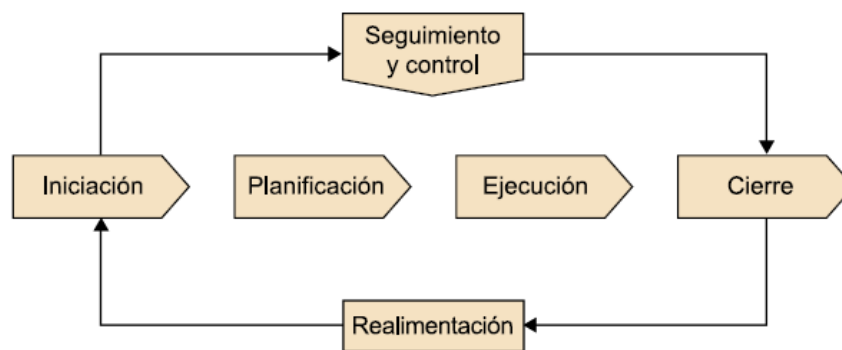 Seguimiento
y control
Iniciación
Planificación
Ejecución
Cierre
Realimentación